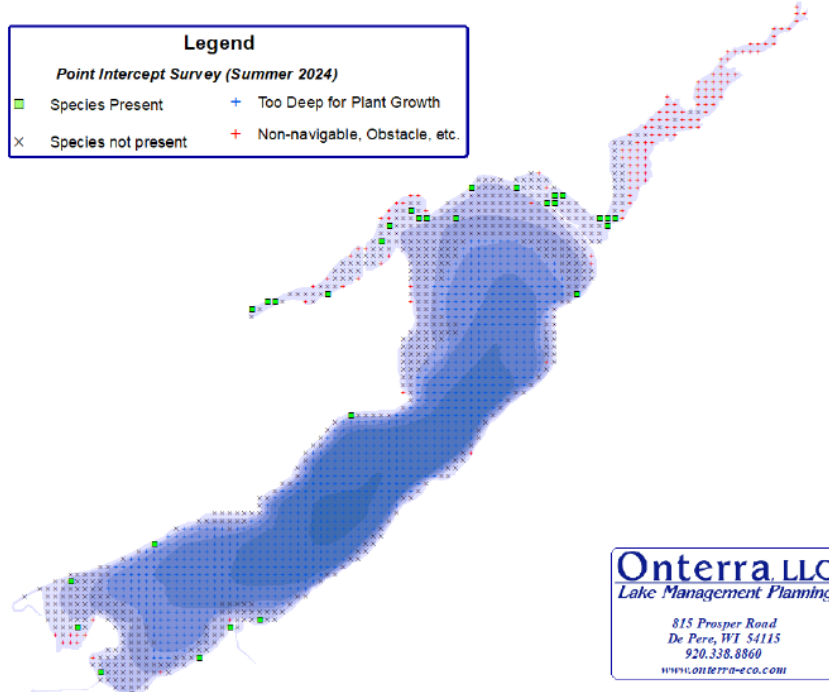 Legend
Point Intercept Survey (Summer 2024)
Species Present
Too Deep for Plant Growth
Species not present
Non-navigable, Obstacle, etc.
Onterra, LLC
Lake Management Planning
815 Prosper Road
De Pere, WI 54115
920.338.8860
www.onterra-eco.com